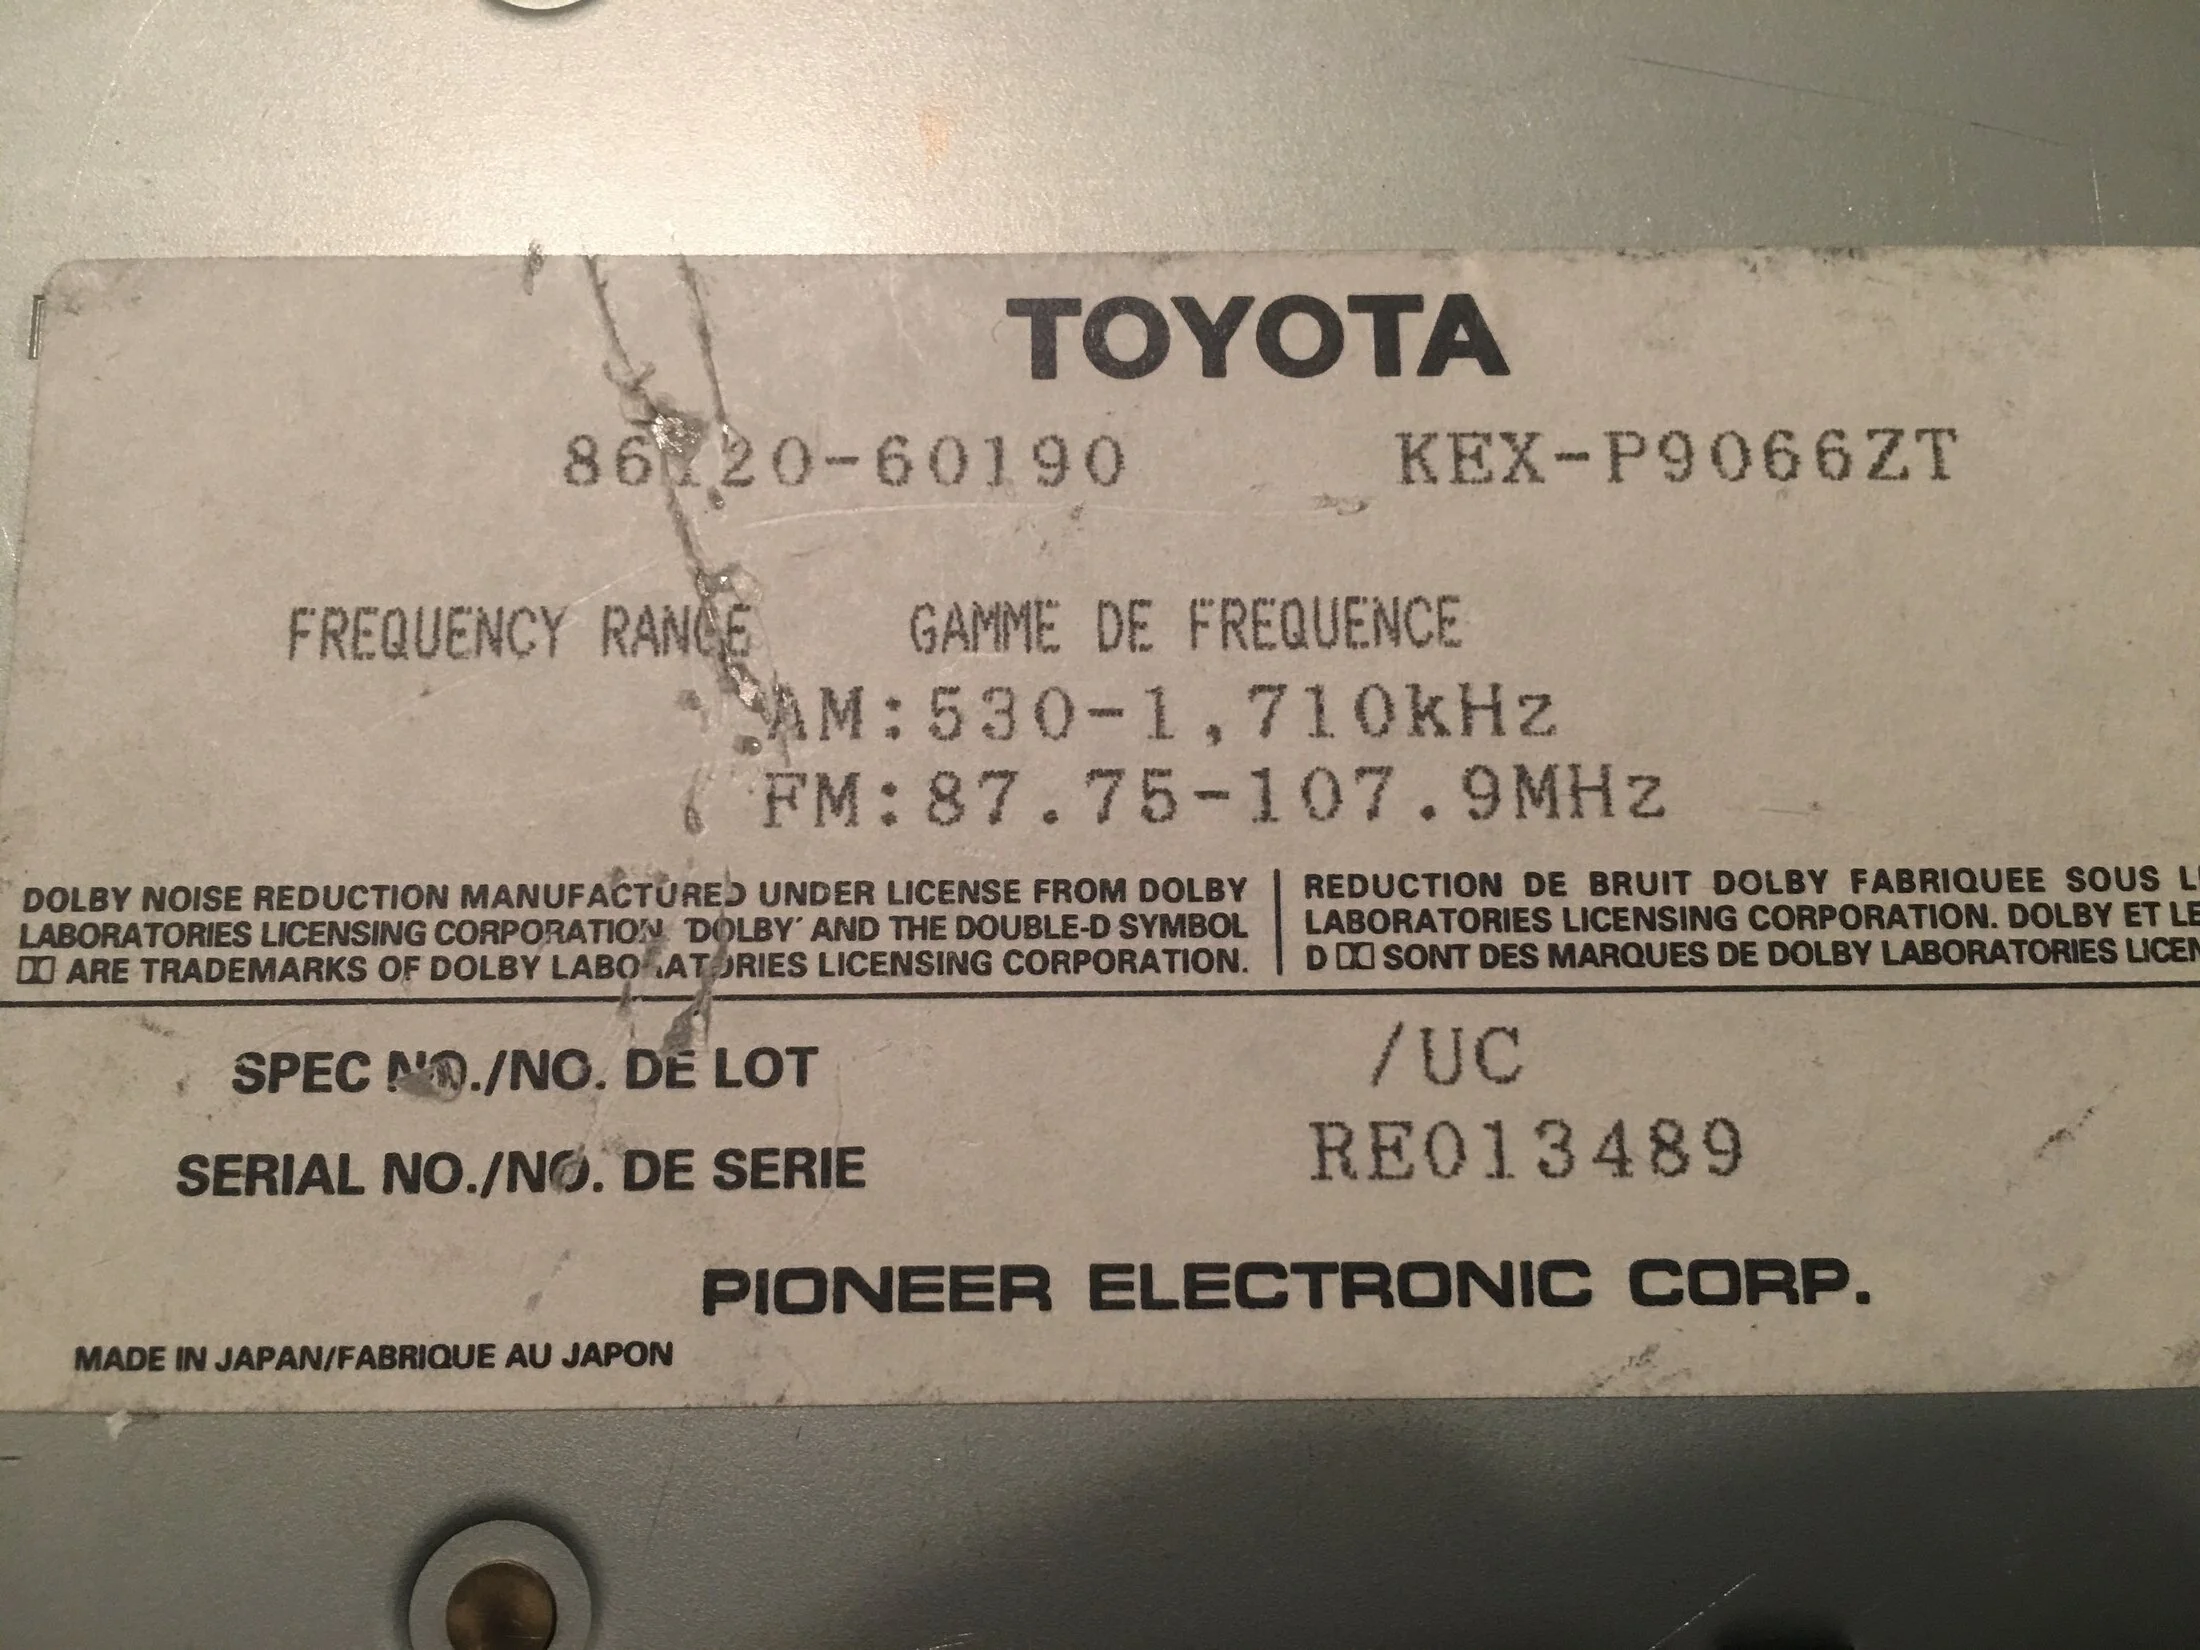 TOYOTA
86120-60190 KEX-P9066ZT
FREQUENCY RANGE GAMME DE FREQUENCE
AM:530-1,710kHz
FM:87.75-107.9MHz
DOLBY NOISE REDUCTION MANUFACTURED UNDER LICENSE FROM DOLBY
LABORATORIES LICENSING CORPORATION. 'DOLBY' AND THE DOUBLE-D SYMBOL
ARE TRADEMARKS OF DOLBY LABORATORIES LICENSING CORPORATION.
REDUCTION DE BRUIT DOLBY FABRIQUEE SOUS
LABORATORIES LICENSING CORPORATION. DOLBY ET LE
D SONT DES MARQUES DE DOLBY LABORATORIES
SPEC NO./NO. DE LOT /UC
SERIAL NO./NO. DE SERIE RE013489
PIONEER ELECTRONIC CORP.
MADE IN JAPAN/FABRIQUE AU JAPON